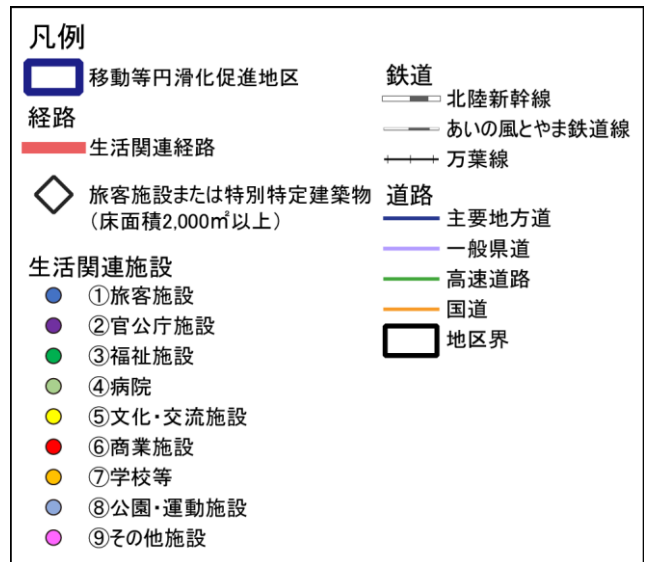 凡例
移動等円滑化促進地区
経路
生活関連経路
旅客施設または特別特定建築物
（床面積2,000㎡以上）
生活関連施設
①旅客施設
②官公庁施設
③福祉施設
④病院
⑤文化・交流施設
⑥商業施設
⑦学校等
⑧公園・運動施設
⑨その他施設
鉄道
北陸新幹線
あいの風とやま鉄道線
万葉線
道路
主要地方道
一般県道
高速道路
国道
地区界